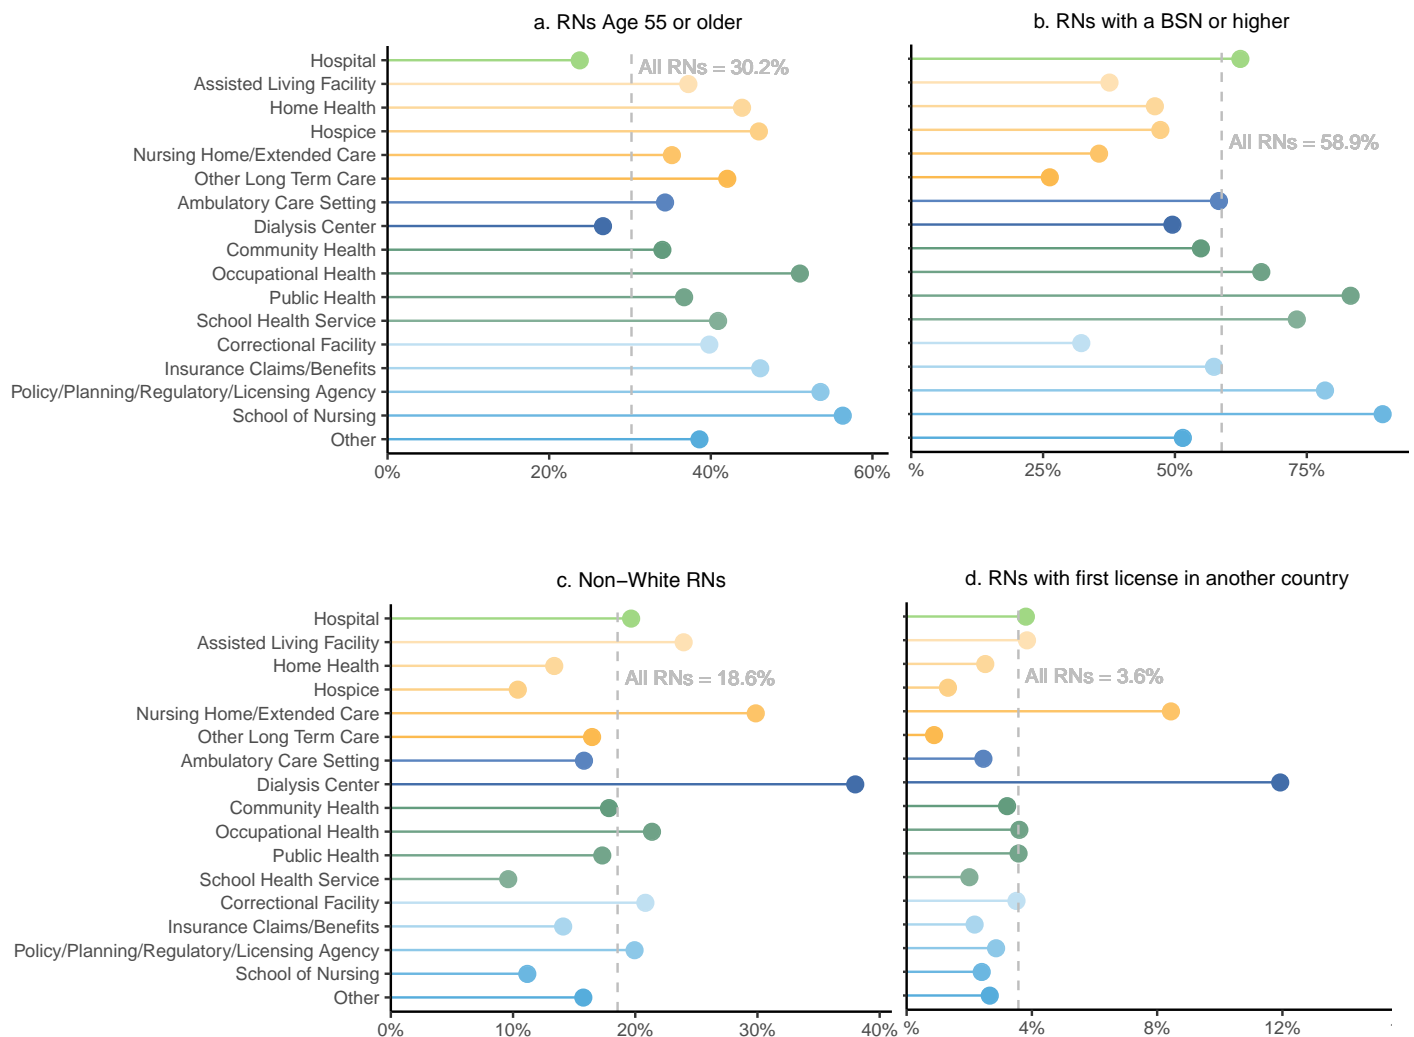 a. RNs Age 55 or older
Hospital
Assisted Living Facility
Home Health
Hospice
Nursing Home/Extended Care
Other Long Term Care
Ambulatory Care Setting
Dialysis Center
Community Health
Occupational Health
Public Health
School Health Service
Correctional Facility
Insurance Claims/Benefits
Policy/Planning/Regulatory/Licensing Agency
School of Nursing
Other
All RNs = 30.2%
0% 20% 40% 60%
b. RNs with a BSN or higher
All RNs = 58.9%
% 25% 50% 75%
c. Non−White RNs
Hospital
Assisted Living Facility
Home Health
Hospice
Nursing Home/Extended Care
Other Long Term Care
Ambulatory Care Setting
Dialysis Center
Community Health
Occupational Health
Public Health
School Health Service
Correctional Facility
Insurance Claims/Benefits
Policy/Planning/Regulatory/Licensing Agency
School of Nursing
Other
All RNs = 18.6%
0% 10% 20% 30% 40%
d. RNs with first license in another country
All RNs = 3.6%
% 4% 8% 12%